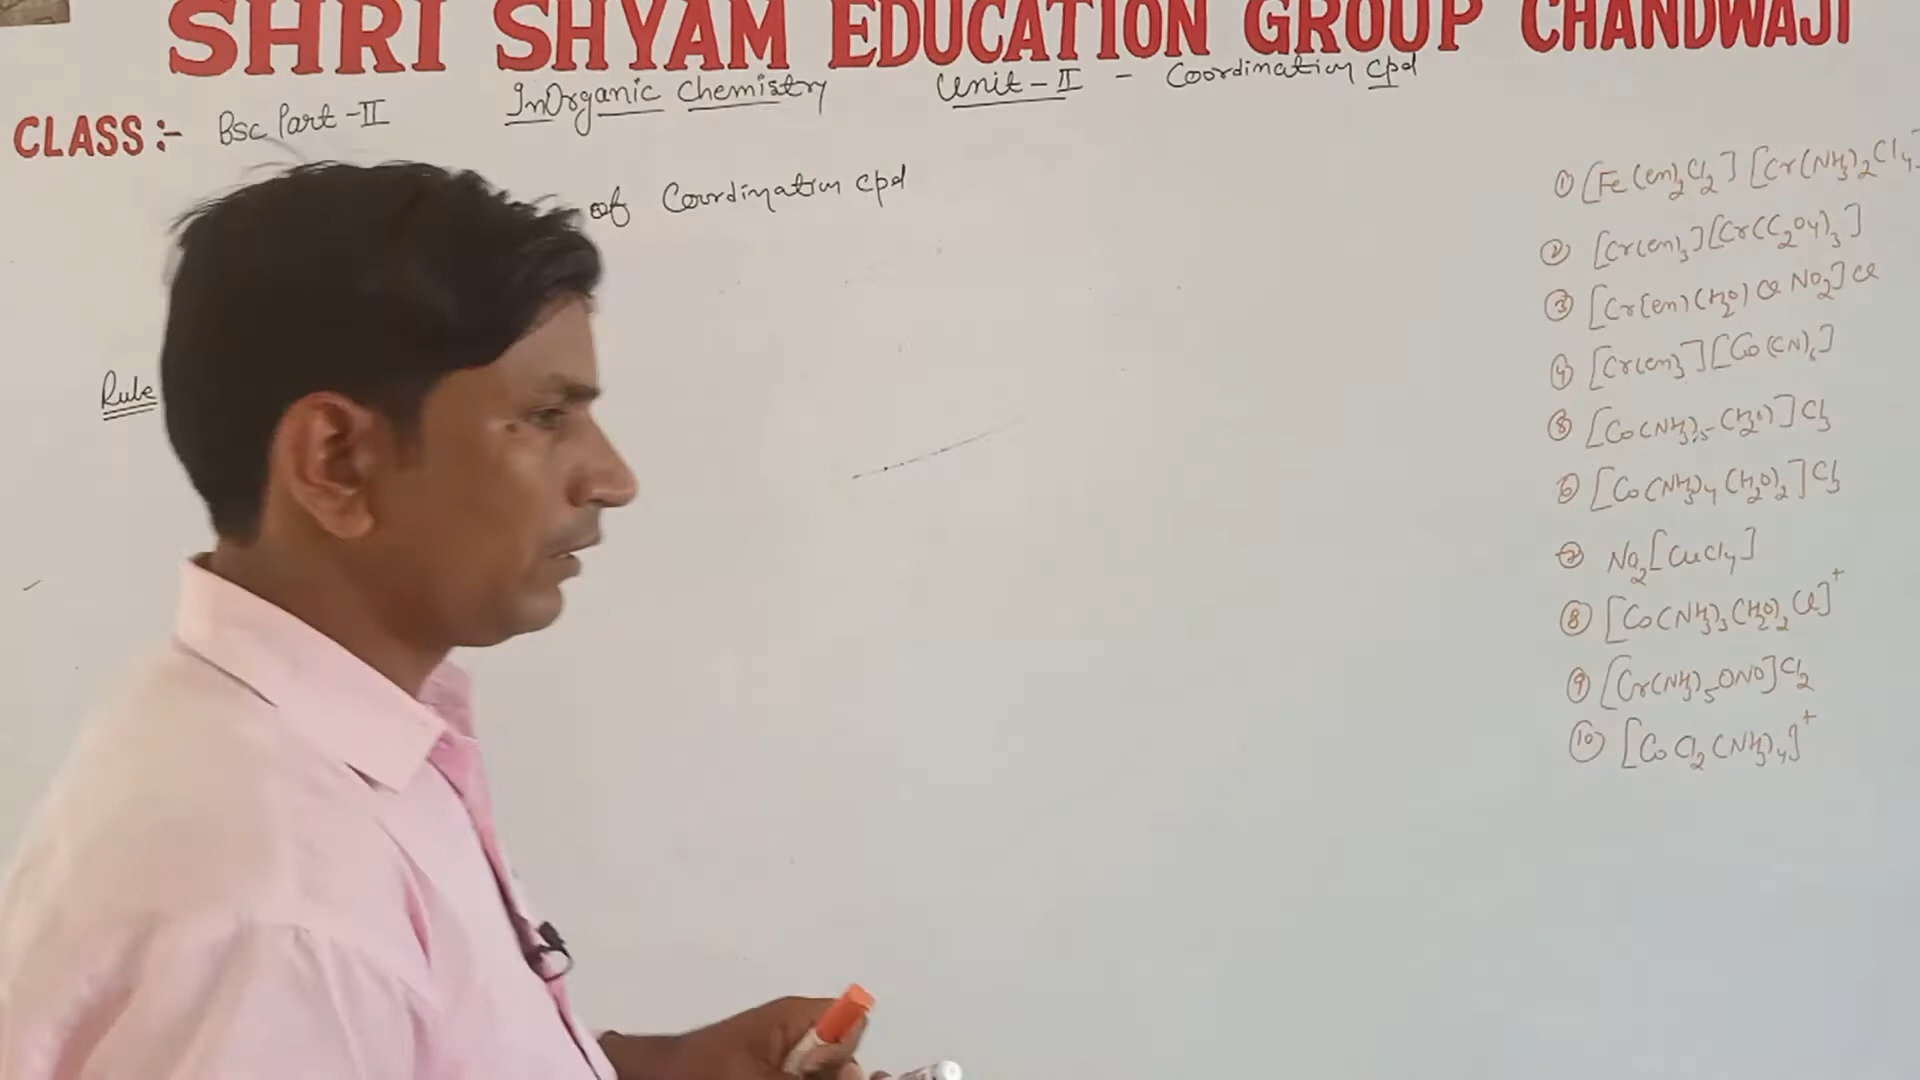 SHRI SHYAM EDUCATION GROUP CHANDWAJI
CLASS:- Bsc Part-II InOrganic Chemistry Unit-II - Coordination cpd
of Coordination cpd
Rule
① [Fe(en)2Cl2] [Cr(NH3)2Cl4]
② [Cr(en)3][Cr(C2O4)3]
③ [Cr(en)(H2O)Cl NO2]Cl
④ [Cr(en)3][Co(CN)6]
⑤ [Co(NH3)5(H2O)]Cl3
⑥ [Co(NH3)4(H2O)2]Cl3
⑦ [CuCl4]
⑧ [Co(NH3)3(H2O)2Cl]+
⑨ [Cr(NH3)5ONO]Cl2
⑩ [CoCl2(NH3)4]+